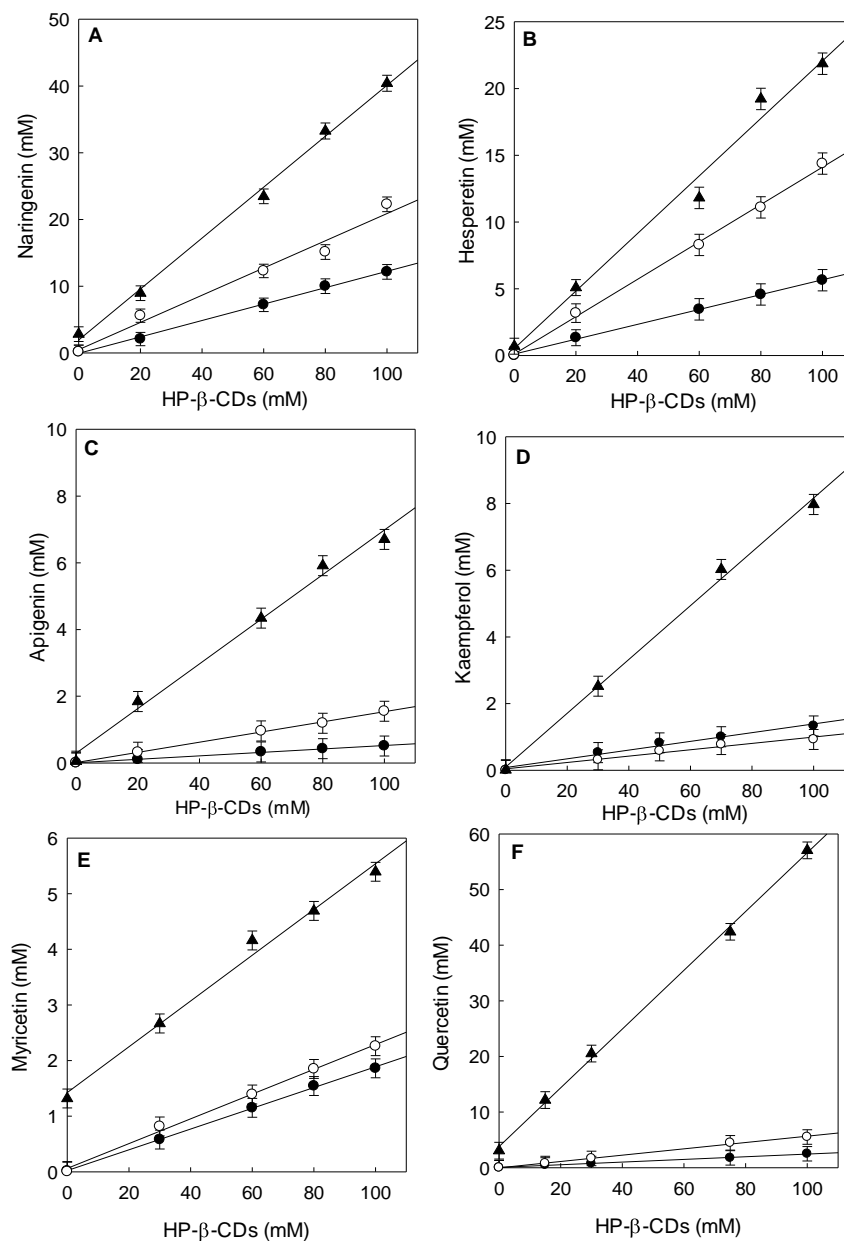 A
Naringenin (mM)
50
40
30
20
10
0
0 20 40 60 80 100
HP-β-CDs (mM)
B
Hesperetin (mM)
25
20
15
10
5
0
0 20 40 60 80 100
HP-β-CDs (mM)
C
Apigenin (mM)
10
8
6
4
2
0
0 20 40 60 80 100
HP-β-CDs (mM)
D
Kaempferol (mM)
10
8
6
4
2
0
0 20 40 60 80 100
HP-β-CDs (mM)
E
Myricetin (mM)
6
5
4
3
2
1
0
0 20 40 60 80 100
HP-β-CDs (mM)
F
Quercetin (mM)
60
50
40
30
20
10
0
0 20 40 60 80 100
HP-β-CDs (mM)